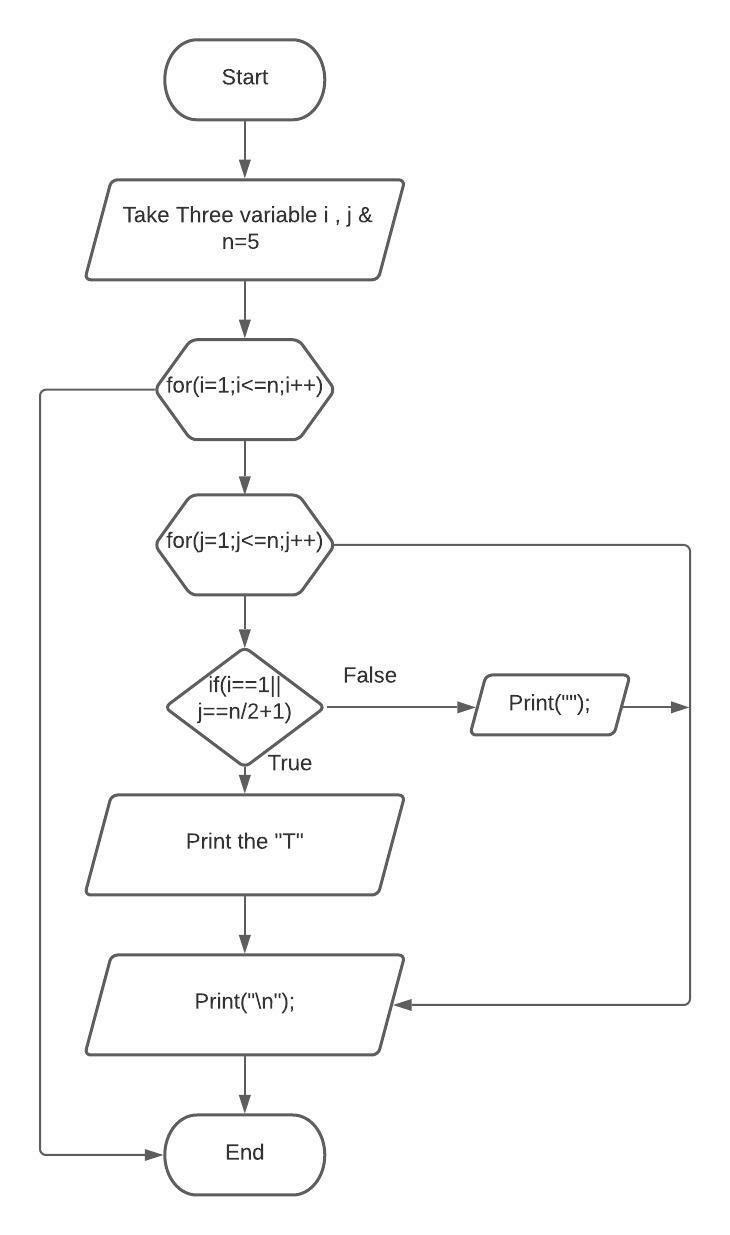 Start
Take Three variable i , j &
n=5
for(i=1;i<=n;i++)
for(j=1;j<=n;j++)
if(i==1||
j==n/2+1)
False
Print("");
True
Print the "T"
Print("\n");
End